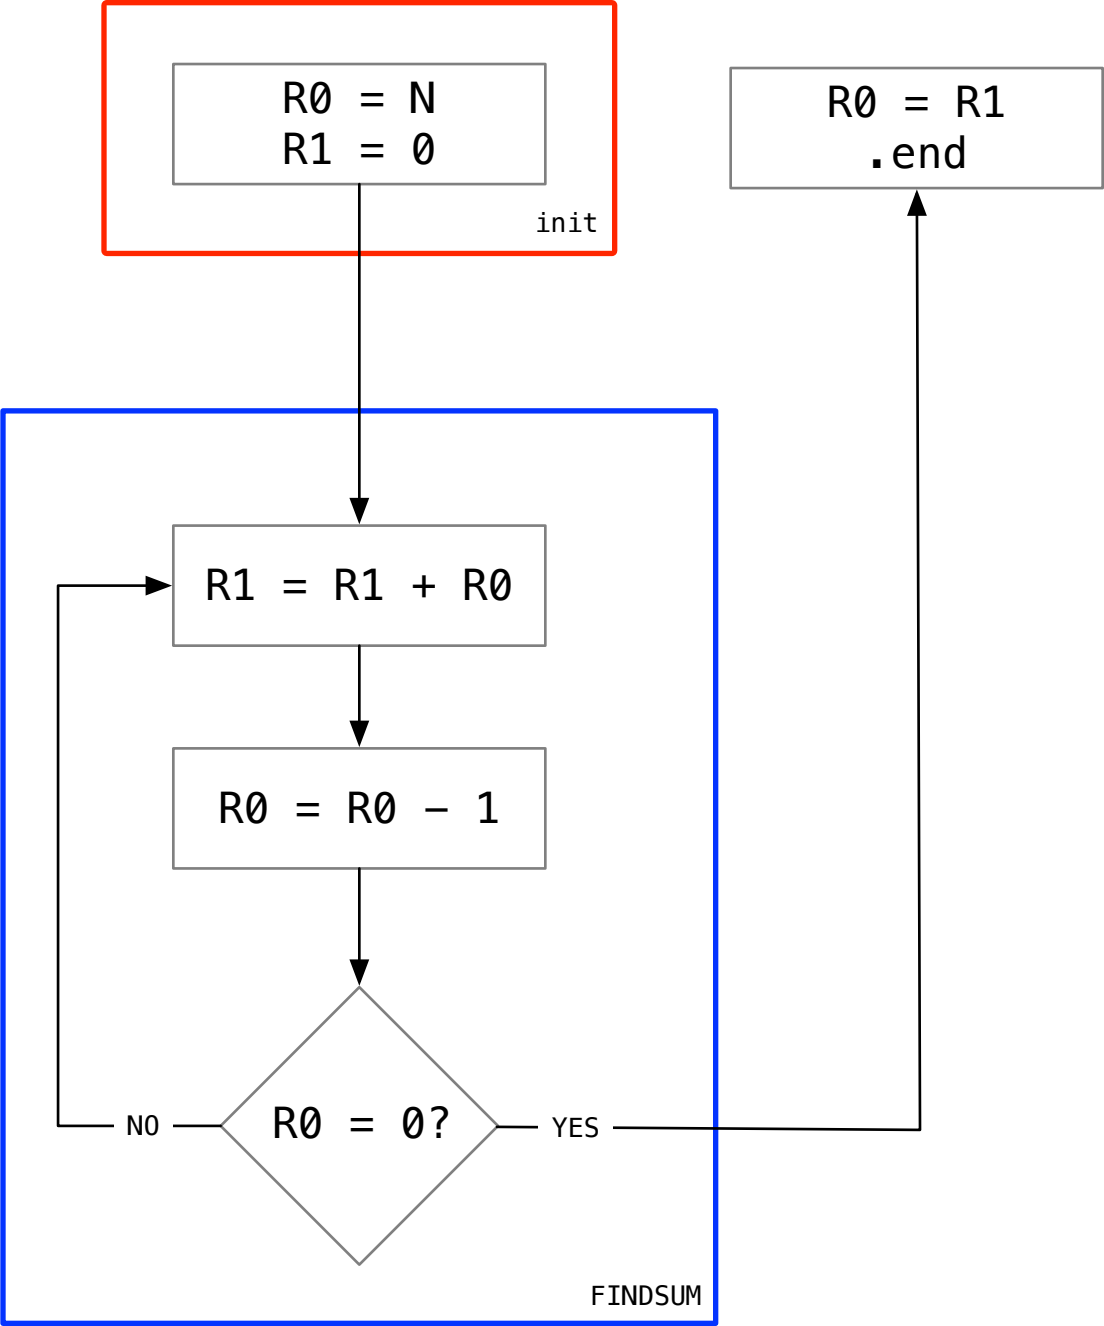 R0 = N
R1 = 0
init
R1 = R1 + R0
R0 = R0 − 1
R0 = 0?
NO
YES
FINDSUM
R0 = R1
.end